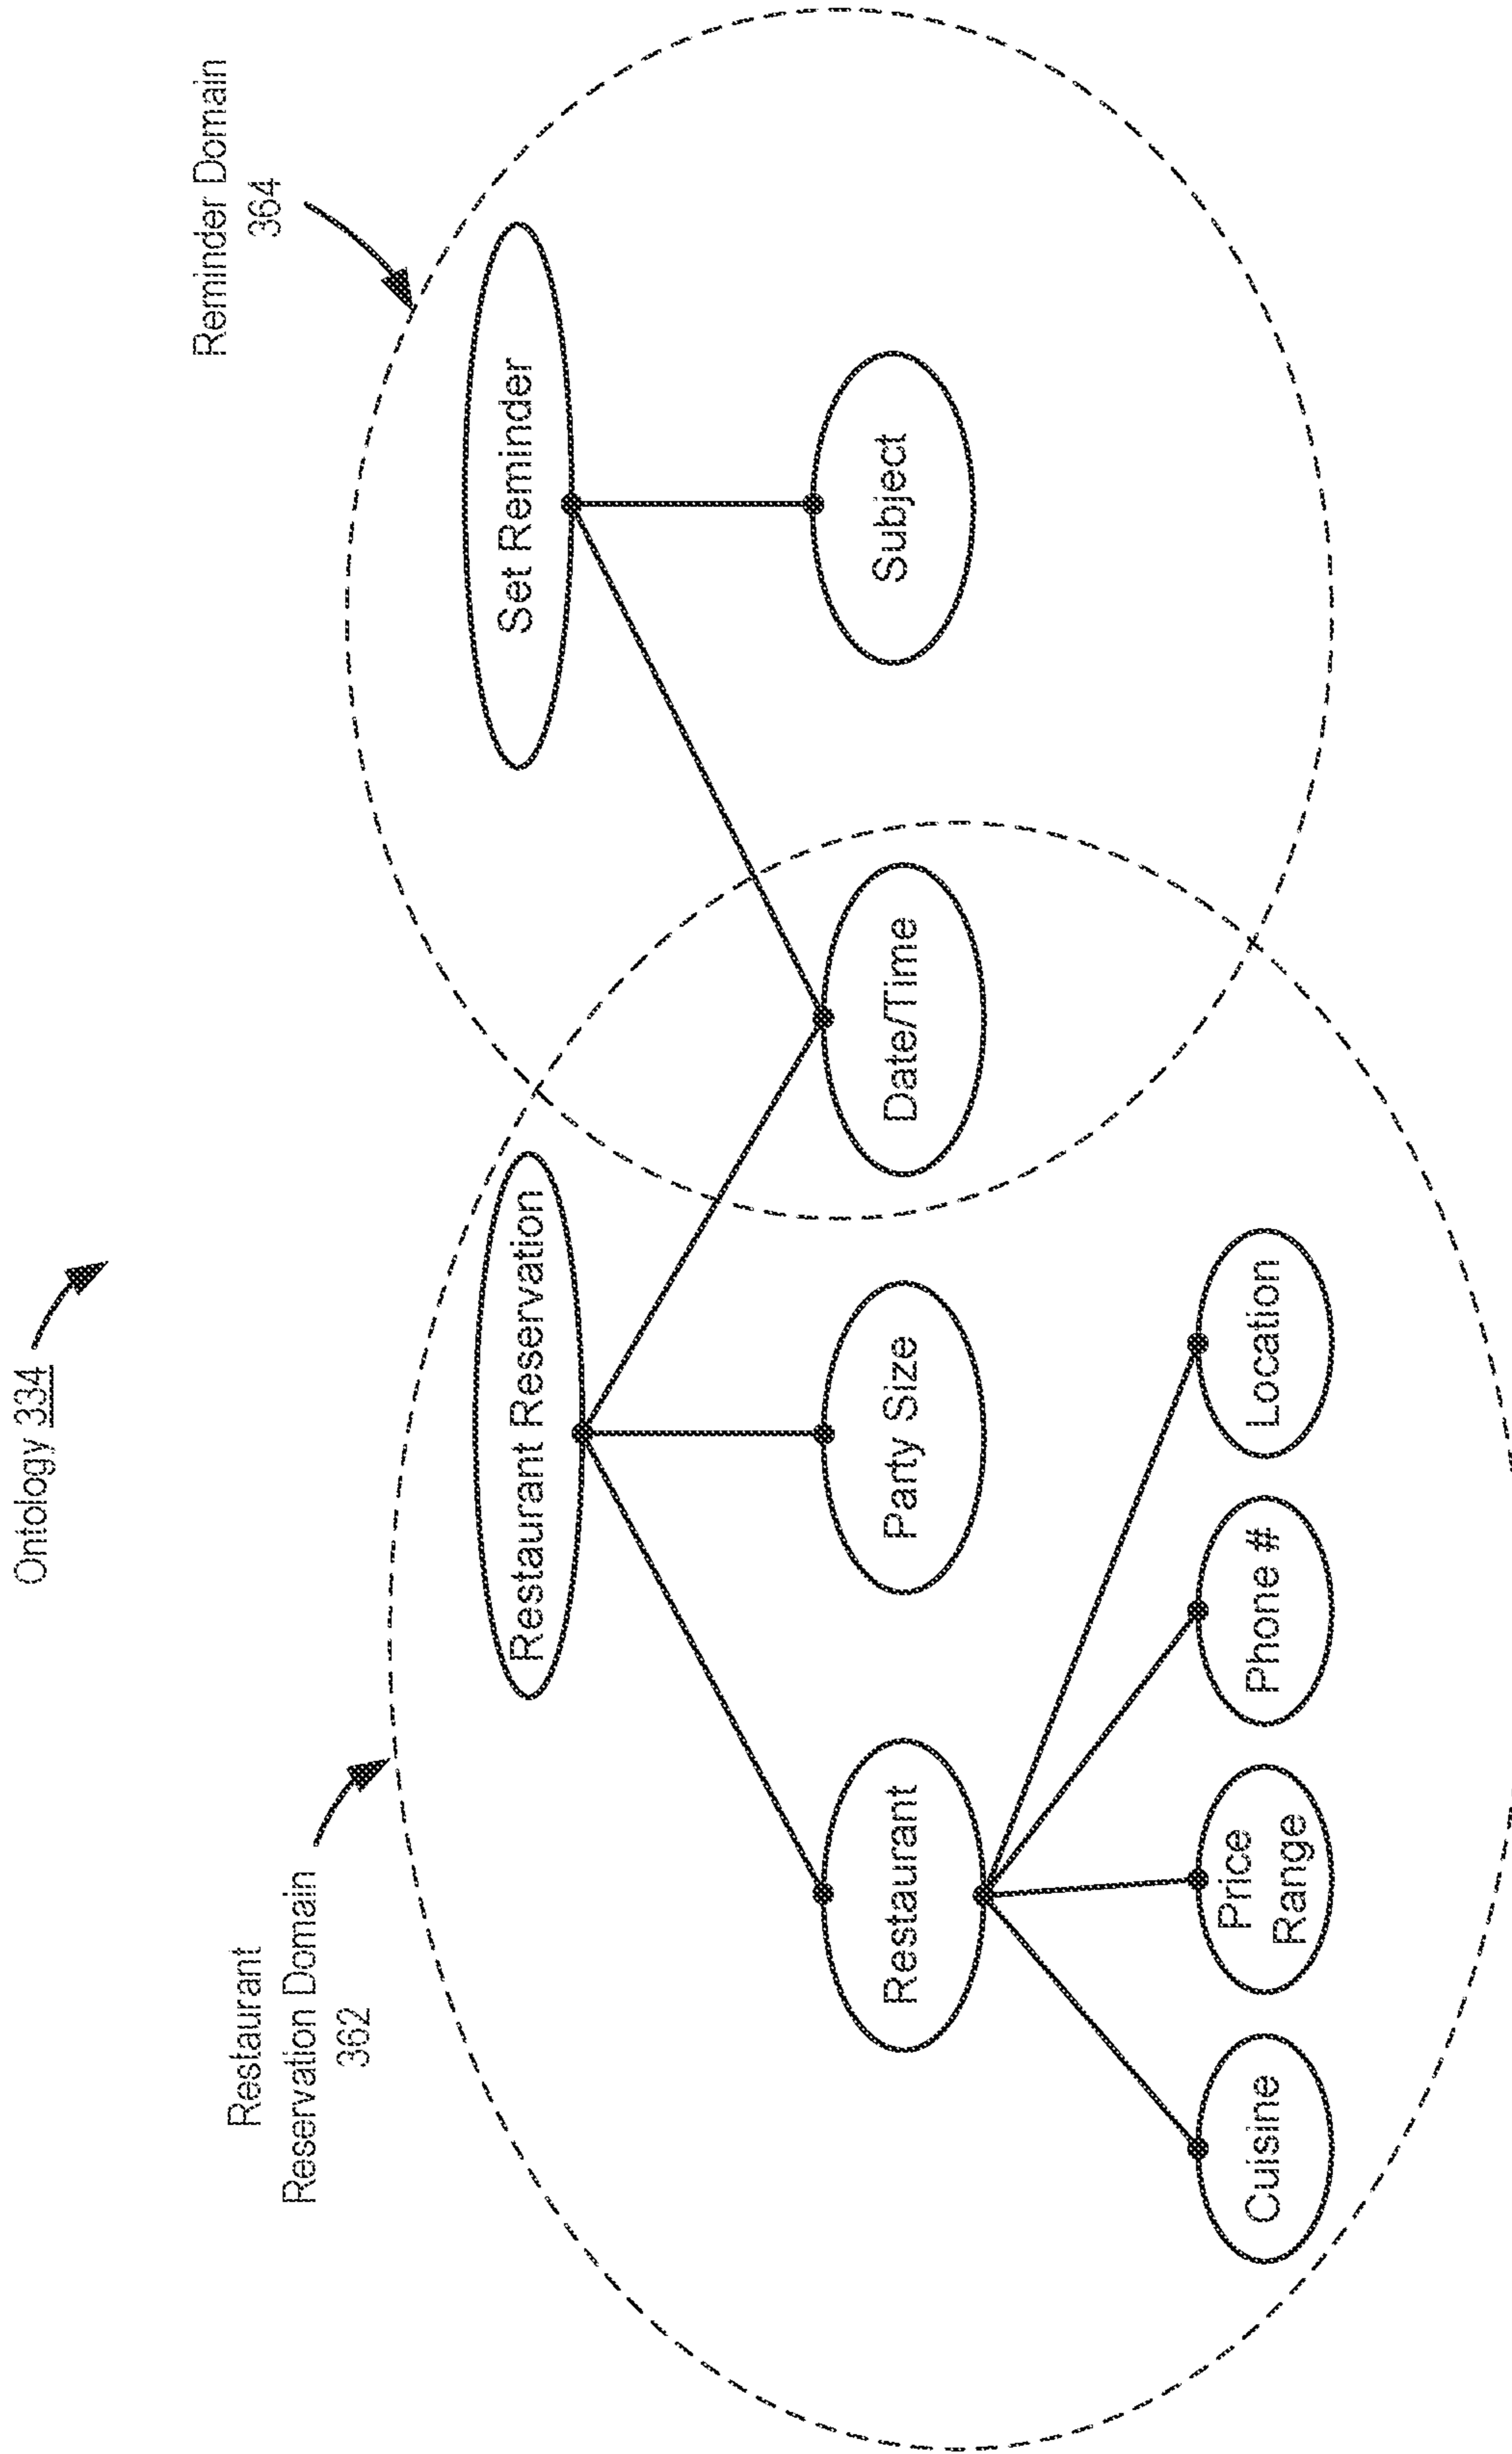 Ontology 334
Restaurant
Reservation Domain
362
Reminder Domain
364
Restaurant Reservation
Set Reminder
Restaurant
Party Size
Date/Time
Subject
Cuisine
Price
Range
Phone #
Location